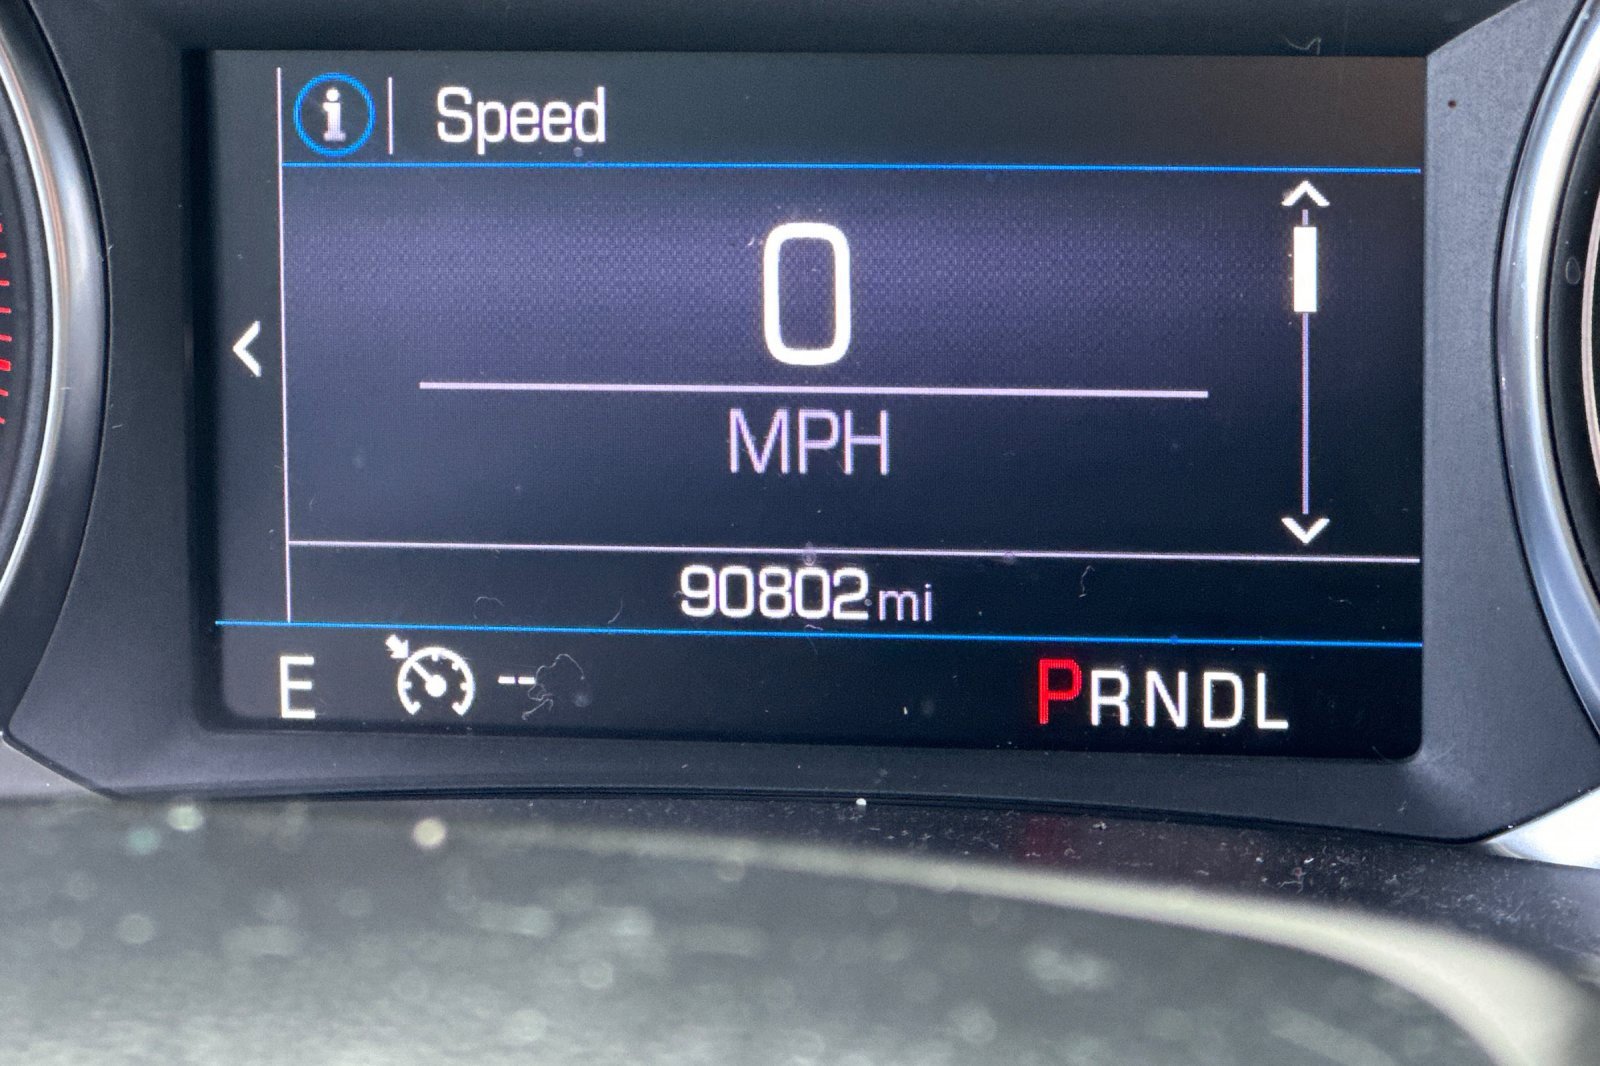 i Speed
0
MPH
90802 mi
E -- PRNDL